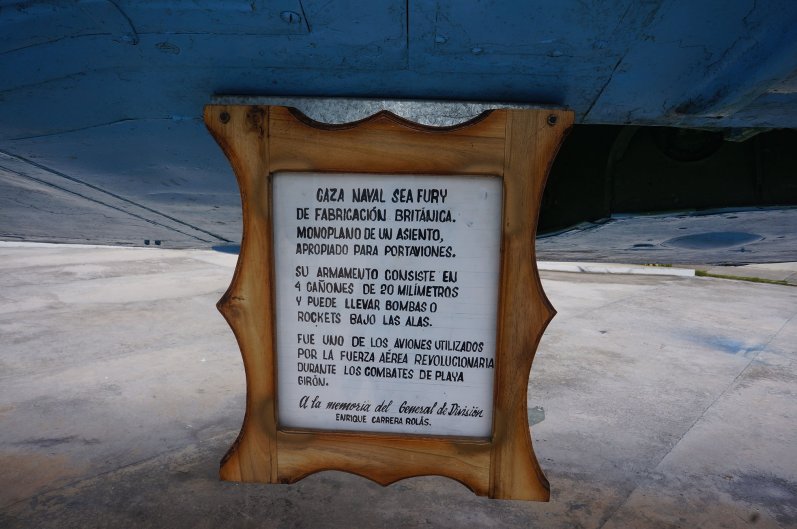 CAZA NAVAL SEA FURY
DE FABRICACIÓN BRITÁNICA.
MONOPLANO DE UN ASIENTO,
APROPIADO PARA PORTAVIONES.
SU ARMAMENTO CONSISTE EN
4 CAÑONES DE 20 MILÍMETROS
Y PUEDE LLEVAR BOMBAS O
ROCKETS BAJO LAS ALAS.
FUE UNO DE LOS AVIONES UTILIZADOS
POR LA FUERZA AÉREA REVOLUCIONARIA
DURANTE LOS COMBATES DE PLAYA
GIRÓN.
A la memoria del General de División
ENRIQUE CARRERA ROLÁS.